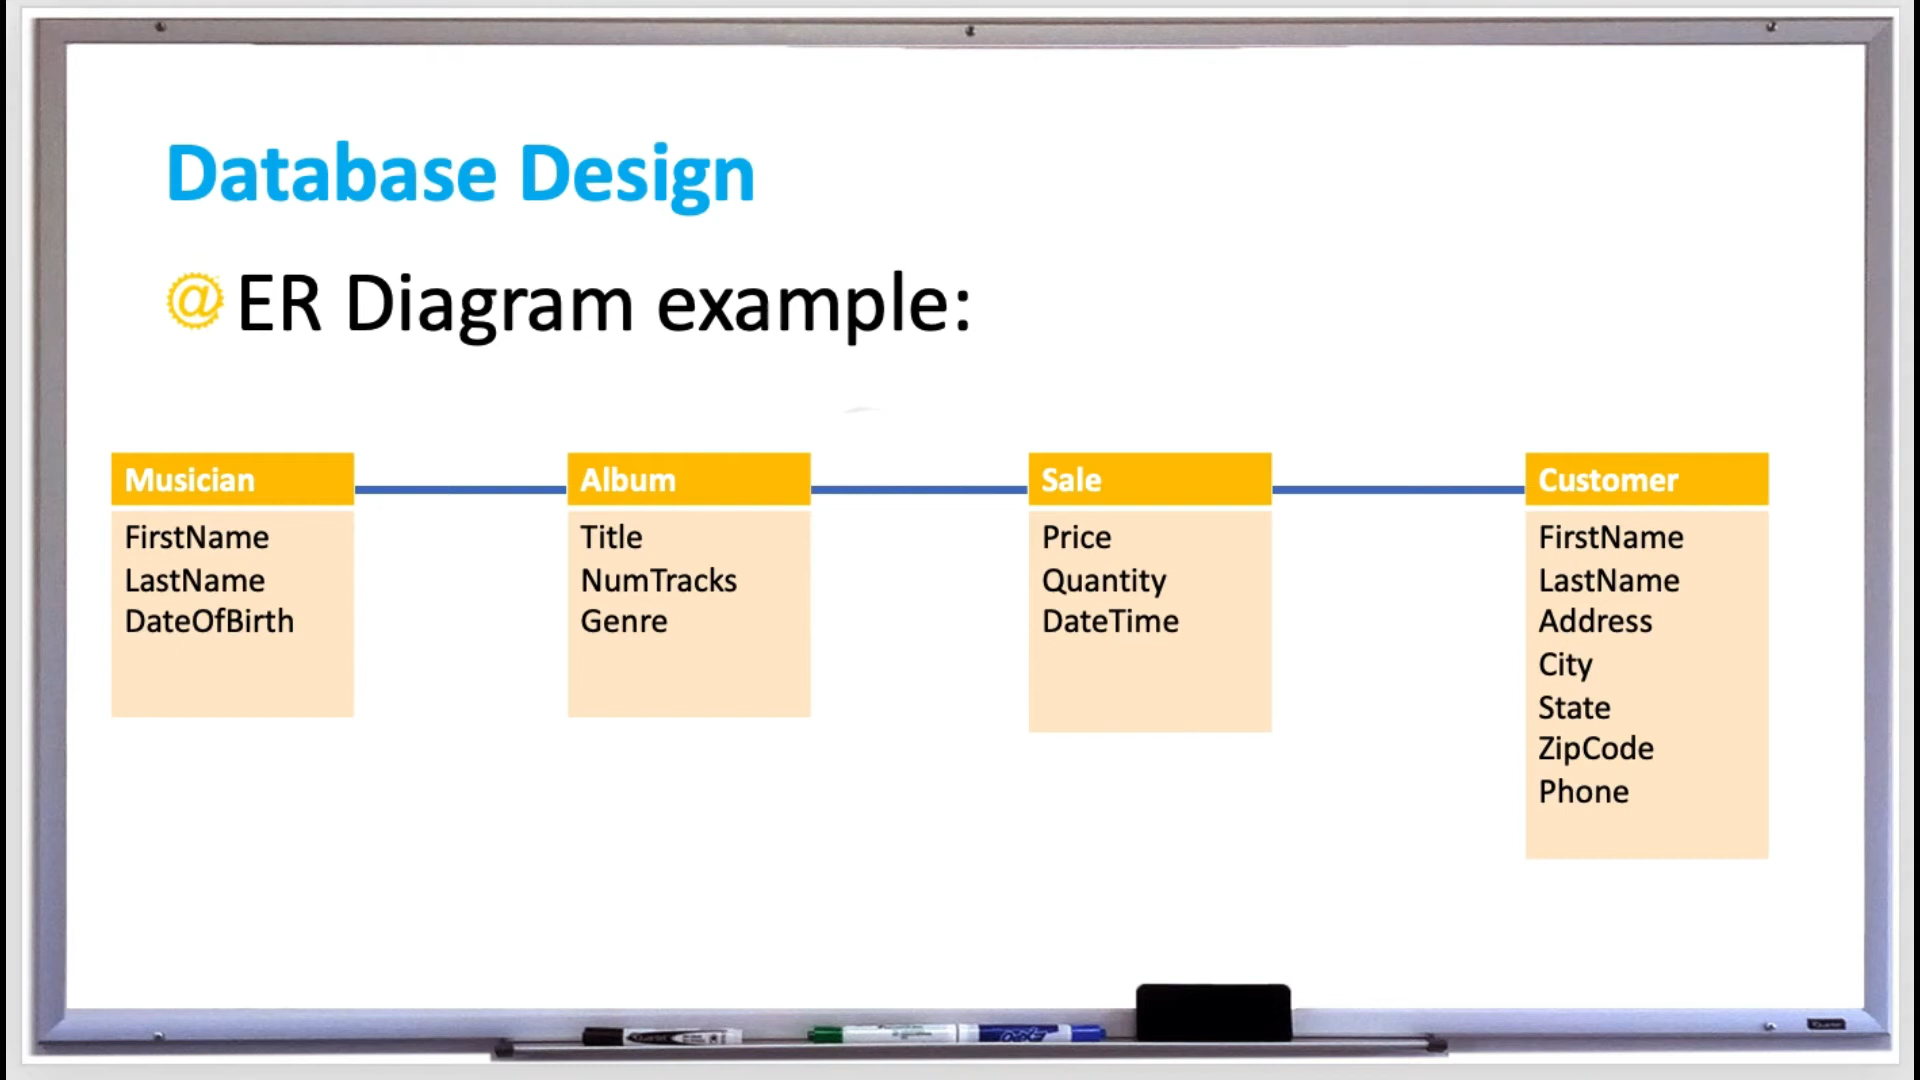 Database Design
@ ER Diagram example:
Musician
FirstName
LastName
DateOfBirth
Album
Title
NumTracks
Genre
Sale
Price
Quantity
DateTime
Customer
FirstName
LastName
Address
City
State
ZipCode
Phone